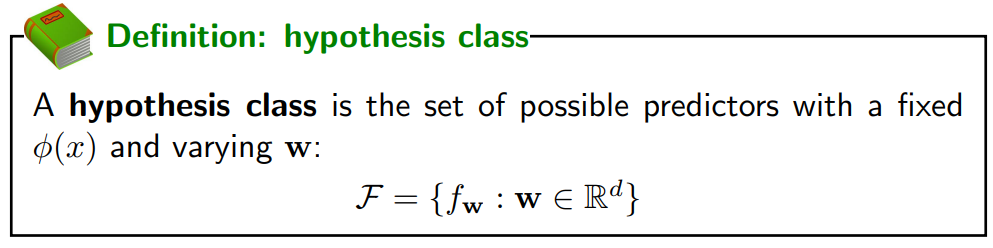 Definition: hypothesis class
A hypothesis class is the set of possible predictors with a fixed
ϕ(x) and varying w:
ℱ = {f_w : w ∈ ℝ^d}